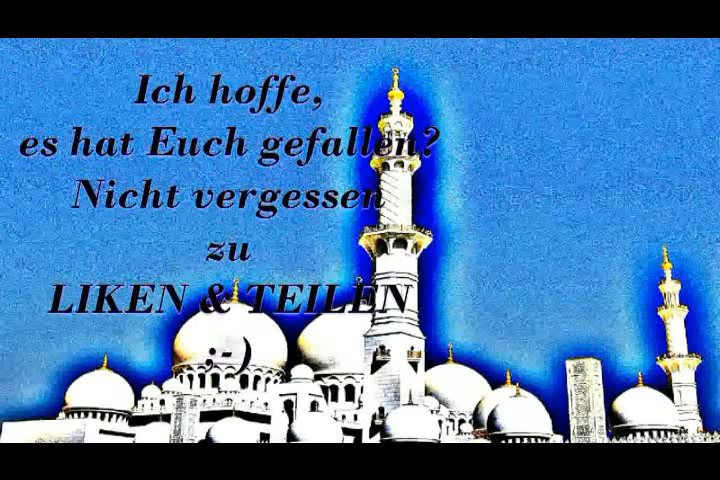 Ich hoffe,
es hat Euch gefallen?
Nicht vergessen
zu
LIKEN & TEILEN
;-)